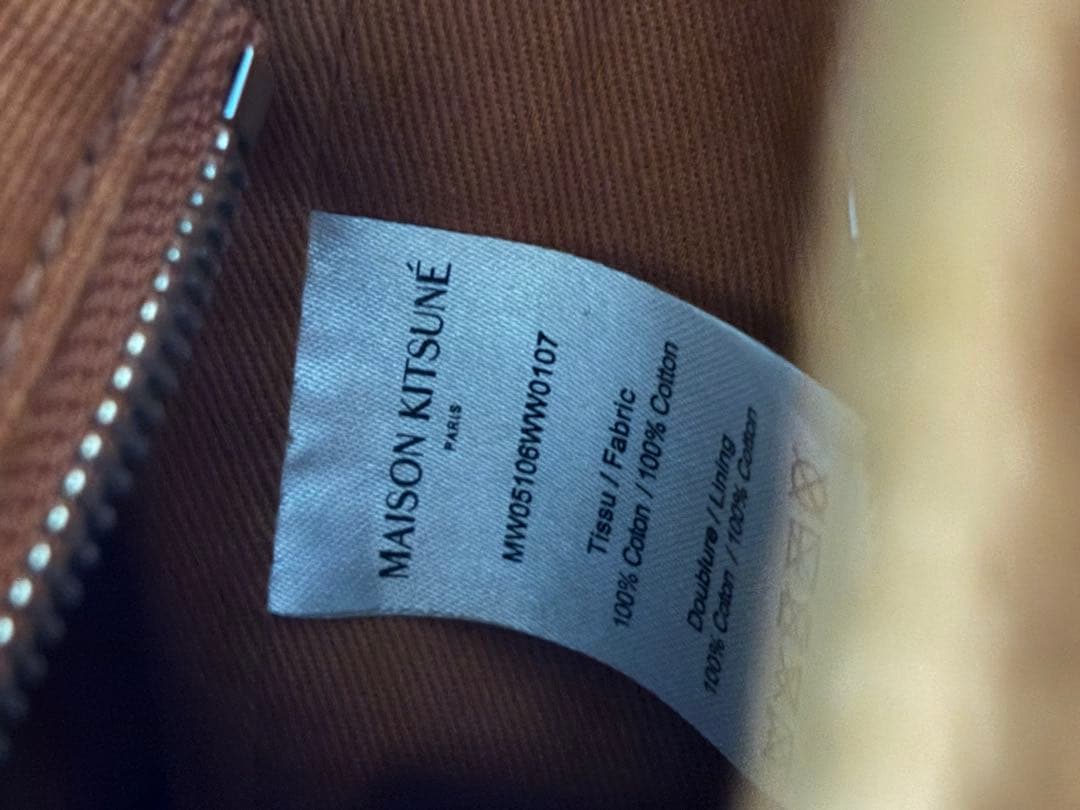 MAISON KITSUNÉ
PARIS
MW05106WW0107
Tissu / Fabric
100% Coton / 100% Cotton
Doublure / Lining
100% Coton / 100% Cotton